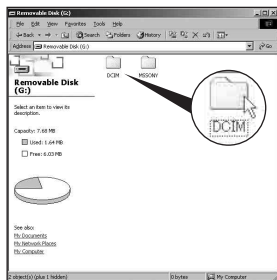 Removable Disk (G:)
File Edit View Favorites Tools Help
Back Search Folders History
Address Removable Disk (G:) Go
Removable Disk
(G:)
DCIM MSSONY
Select an item to view its
description.
Capacity: 7.68 MB
Used: 1.64 MB
Free: 6.03 MB
DCIM
See also:
My Documents
My Network Places
My Computer
2 object(s) (plus 1 hidden) 0 bytes My Computer